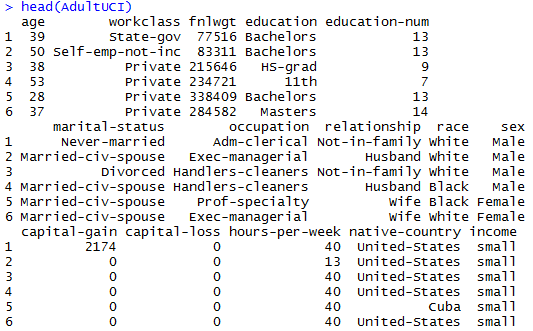 > head(AdultUCI)
  age        workclass fnlwgt education education-num
1  39        State-gov  77516 Bachelors            13
2  50 Self-emp-not-inc  83311 Bachelors            13
3  38          Private 215646   HS-grad             9
4  53          Private 234721      11th             7
5  28          Private 338409 Bachelors            13
6  37          Private 284582   Masters            14
      marital-status        occupation  relationship  race    sex
1      Never-married      Adm-clerical Not-in-family White   Male
2 Married-civ-spouse   Exec-managerial       Husband White   Male
3           Divorced Handlers-cleaners Not-in-family White   Male
4 Married-civ-spouse Handlers-cleaners       Husband Black   Male
5 Married-civ-spouse    Prof-specialty          Wife Black Female
6 Married-civ-spouse   Exec-managerial          Wife White Female
  capital-gain capital-loss hours-per-week native-country income
1         2174            0             40  United-States  small
2            0            0             13  United-States  small
3            0            0             40  United-States  small
4            0            0             40  United-States  small
5            0            0             40           Cuba  small
6            0            0             40  United-States  small